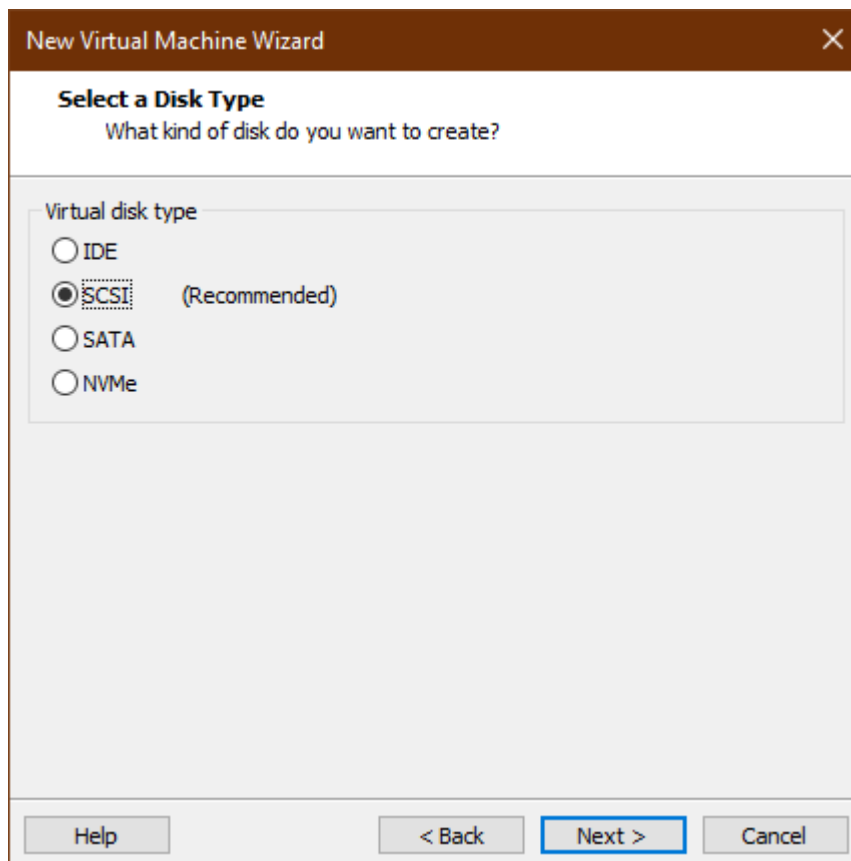 New Virtual Machine Wizard
Select a Disk Type
What kind of disk do you want to create?
Virtual disk type
IDE
SCSI (Recommended)
SATA
NVMe
Help < Back Next > Cancel